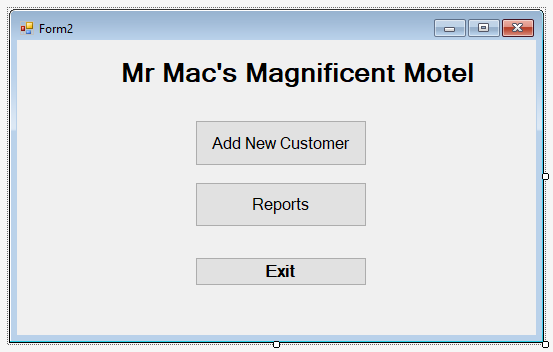 Form2
Mr Mac's Magnificent Motel
Add New Customer
Reports
Exit